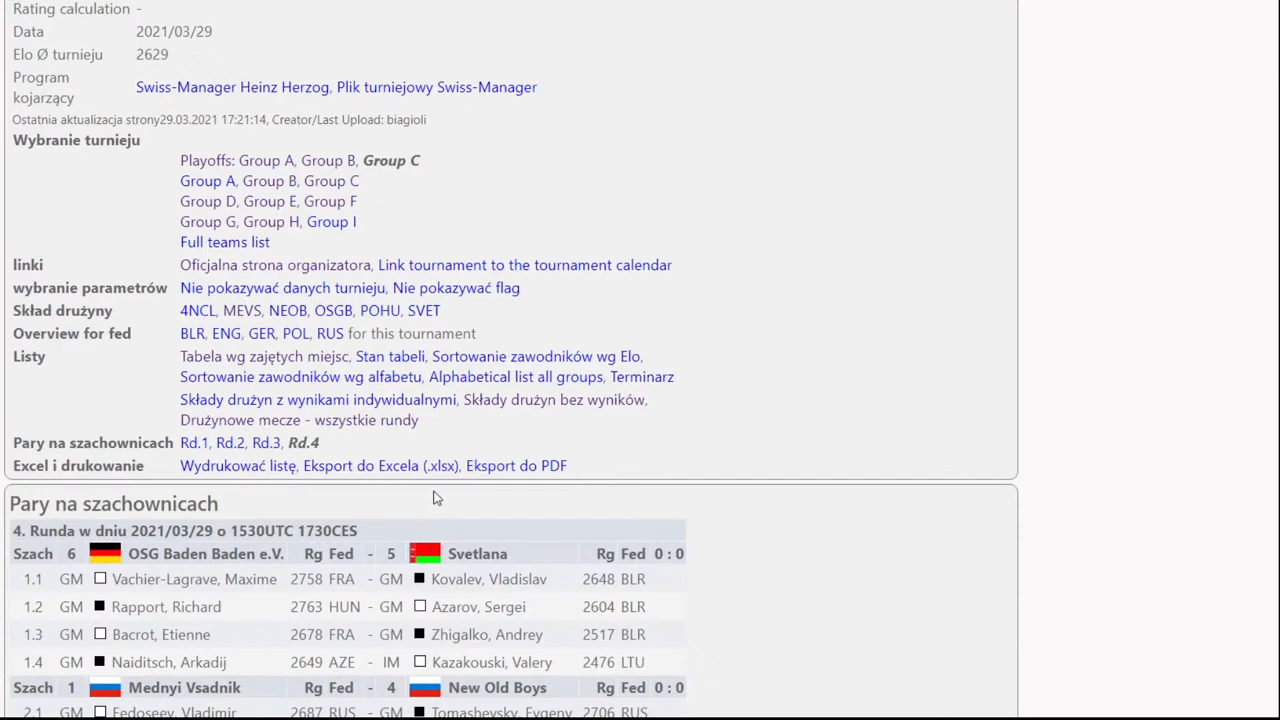 Rating calculation -
Data 2021/03/29
Elo Ø turnieju 2629
Program kojarzący Swiss-Manager Heinz Herzog, Plik turniejowy Swiss-Manager
Ostatnia aktualizacja strony29.03.2021 17:21:14, Creator/Last Upload: biagioli
Wybranie turnieju
Playoffs: Group A, Group B, Group C
Group A, Group B, Group C
Group D, Group E, Group F
Group G, Group H, Group I
Full teams list
linki Oficjalna strona organizatora, Link tournament to the tournament calendar
wybranie parametrów Nie pokazywać danych turnieju, Nie pokazywać flag
Skład drużyny 4NCL, MEVS, NEOB, OSGB, POHU, SVET
Overview for fed BLR, ENG, GER, POL, RUS for this tournament
Listy Tabela wg zajętych miejsc, Stan tabeli, Sortowanie zawodników wg Elo,
Sortowanie zawodników wg alfabetu, Alphabetical list all groups, Terminarz
Składy drużyn z wynikami indywidualnymi, Składy drużyn bez wyników,
Drużynowe mecze - wszystkie rundy
Pary na szachownicach Rd.1, Rd.2, Rd.3, Rd.4
Excel i drukowanie Wydrukować listę, Eksport do Excela (.xlsx), Eksport do PDF
Pary na szachownicach
4. Runda w dniu 2021/03/29 o 1530UTC 1730CES
Szach 6 OSG Baden Baden e.V. Rg Fed - 5 Svetlana Rg Fed 0 : 0
1.1 GM Vachier-Lagrave, Maxime 2758 FRA - GM Kovalev, Vladislav 2648 BLR
1.2 GM Rapport, Richard 2763 HUN - GM Azarov, Sergei 2604 BLR
1.3 GM Bacrot, Etienne 2678 FRA - GM Zhigalko, Andrey 2517 BLR
1.4 GM Naiditsch, Arkadij 2649 AZE - IM Kazakouski, Valery 2476 LTU
Szach 1 Mednyi Vsadnik Rg Fed - 4 New Old Boys Rg Fed 0 : 0
2.1 GM Fedoseev, Vladimir 2687 RUS - GM Tomashevsky, Evgeny 2706 RUS